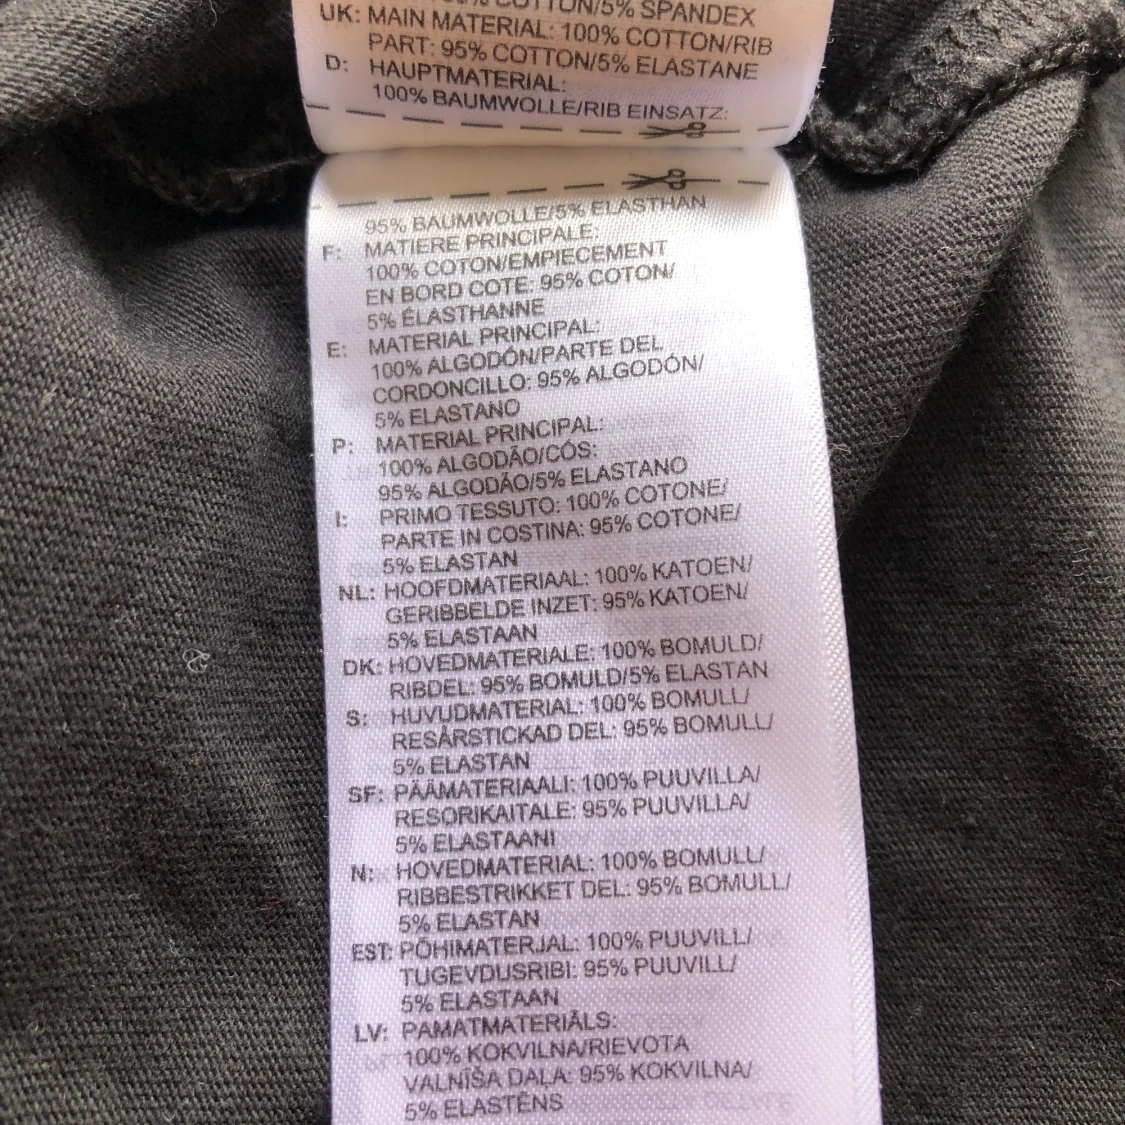 COTTON/5% SPANDEX
UK: MAIN MATERIAL: 100% COTTON/RIB
PART: 95% COTTON/5% ELASTANE
D: HAUPTMATERIAL:
100% BAUMWOLLE/RIB EINSATZ:
95% BAUMWOLLE/5% ELASTHAN
F: MATIERE PRINCIPALE:
100% COTON/EMPIECEMENT
EN BORD COTE: 95% COTON/
5% ÉLASTHANNE
E: MATERIAL PRINCIPAL:
100% ALGODÓN/PARTE DEL
CORDONCILLO: 95% ALGODÓN/
5% ELASTANO
P: MATERIAL PRINCIPAL:
100% ALGODÃO/CÓS:
95% ALGODÃO/5% ELASTANO
I: PRIMO TESSUTO: 100% COTONE/
PARTE IN COSTINA: 95% COTONE/
5% ELASTAN
NL: HOOFDMATERIAAL: 100% KATOEN/
GERIBBELDE INZET: 95% KATOEN/
5% ELASTAAN
DK: HOVEDMATERIALE: 100% BOMULD/
RIBDEL: 95% BOMULD/5% ELASTAN
S: HUVUDMATERIAL: 100% BOMULL/
RESÅRSTICKAD DEL: 95% BOMULL/
5% ELASTAN
SF: PÄÄMATERIAALI: 100% PUUVILLA/
RESORIKAITALE: 95% PUUVILLA/
5% ELASTAANI
N: HOVEDMATERIAL: 100% BOMULL/
RIBBESTRIKKET DEL: 95% BOMULL/
5% ELASTAN
EST: PÕHIMATERJAL: 100% PUUVILL/
TUGEVDUSRIBI: 95% PUUVILL/
5% ELASTAAN
LV: PAMATMATERIĀLS:
100% KOKVILNA/RIEVOTA
VALNĪŠA DAĻA: 95% KOKVILNA/
5% ELASTĒNS